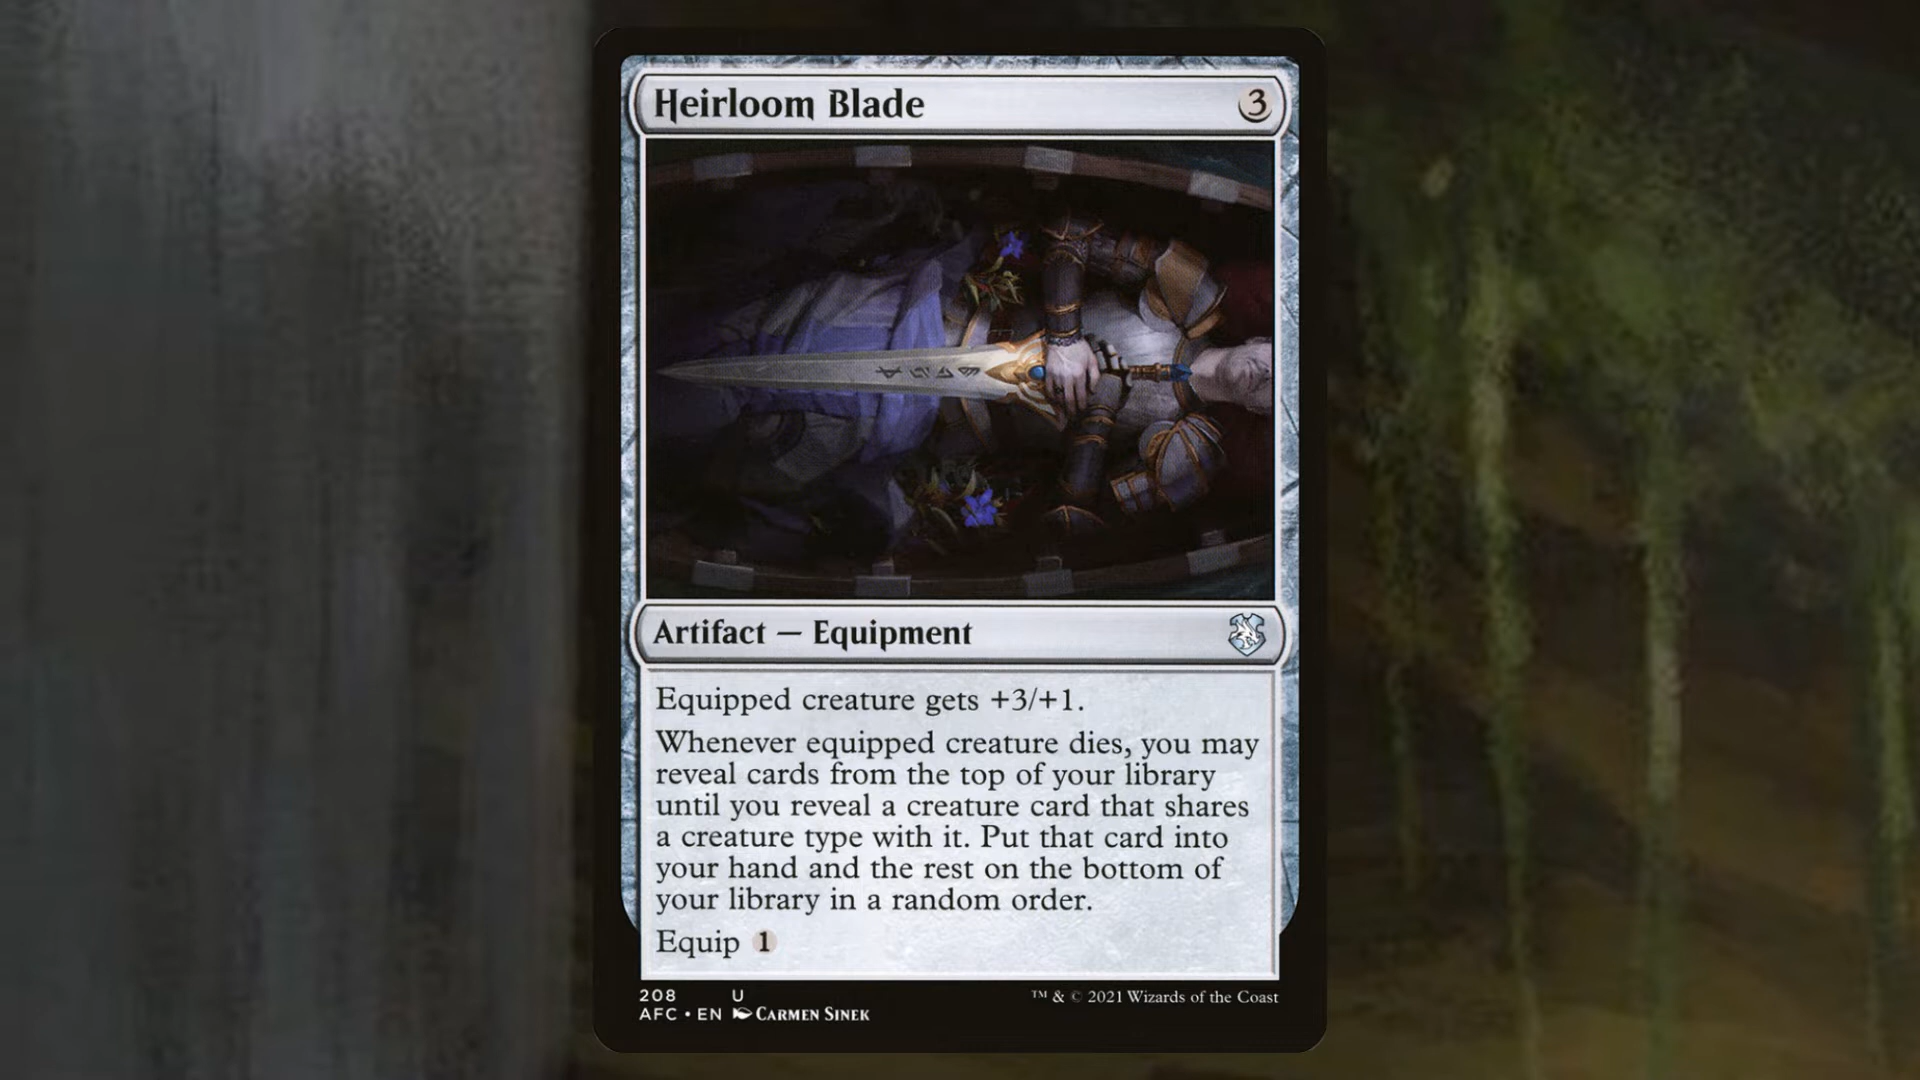 Heirloom Blade 3
Artifact — Equipment
Equipped creature gets +3/+1.
Whenever equipped creature dies, you may
reveal cards from the top of your library
until you reveal a creature card that shares
a creature type with it. Put that card into
your hand and the rest on the bottom of
your library in a random order.
Equip 1
208 U
AFC • EN CARMEN SINEK
™ & © 2021 Wizards of the Coast